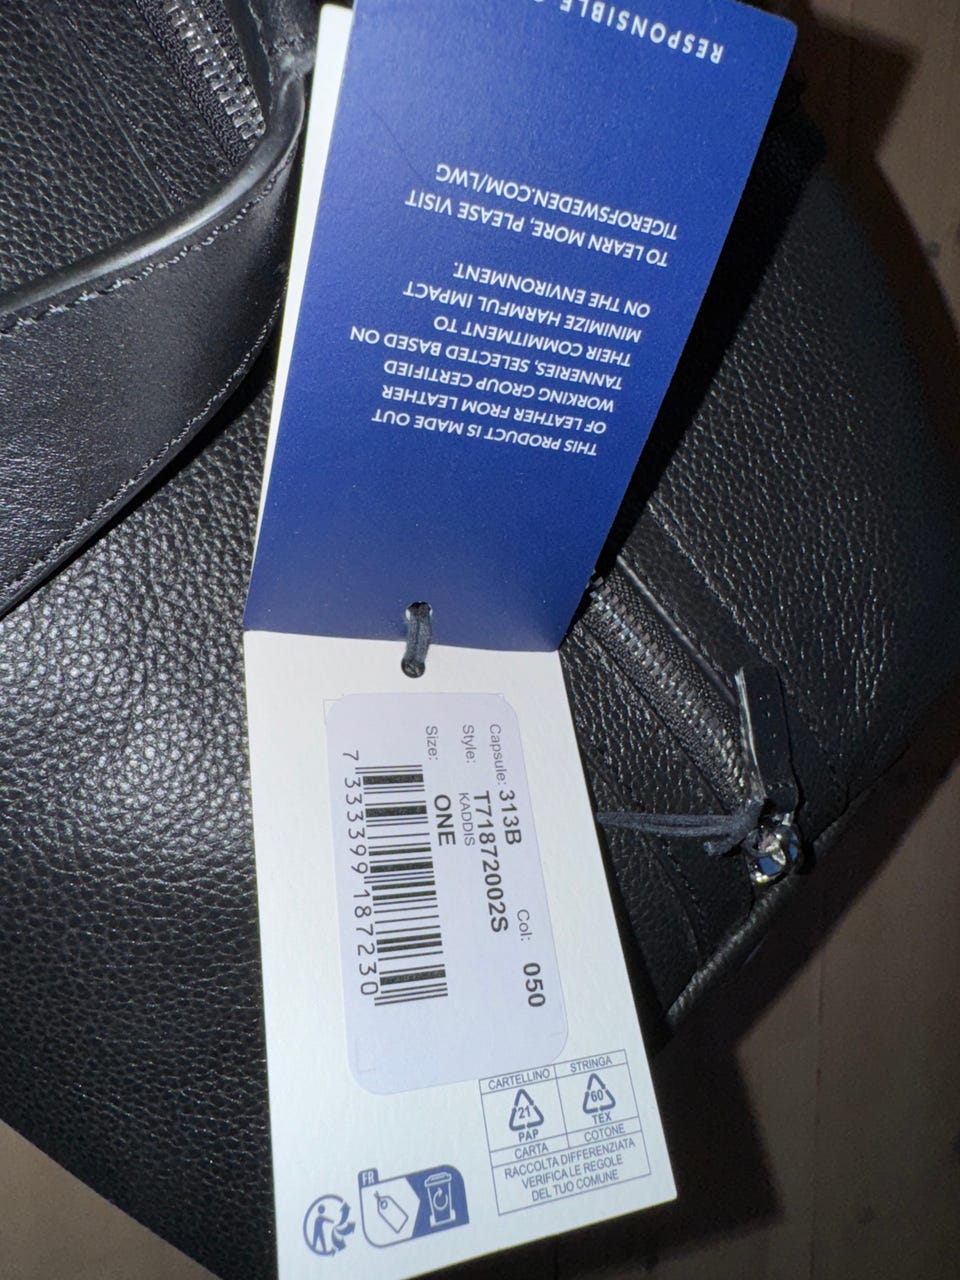 RESPONSIBLE
THIS PRODUCT IS MADE OUT
OF LEATHER FROM LEATHER
WORKING GROUP CERTIFIED
TANNERIES, SELECTED BASED ON
THEIR COMMITMENT TO
MINIMIZE HARMFUL IMPACT
ON THE ENVIRONMENT.
TO LEARN MORE, PLEASE VISIT
TIGEROFSWEDEN.COM/LWG
Capsule: 313B Col: 050
Style: T71872002S
KADDIS
Size: ONE
7 333399 187230
CARTELLINO STRINGA
21 60
PAP TEX
CARTA COTONE
RACCOLTA DIFFERENZIATA
VERIFICA LE REGOLE
DEL TUO COMUNE
FR